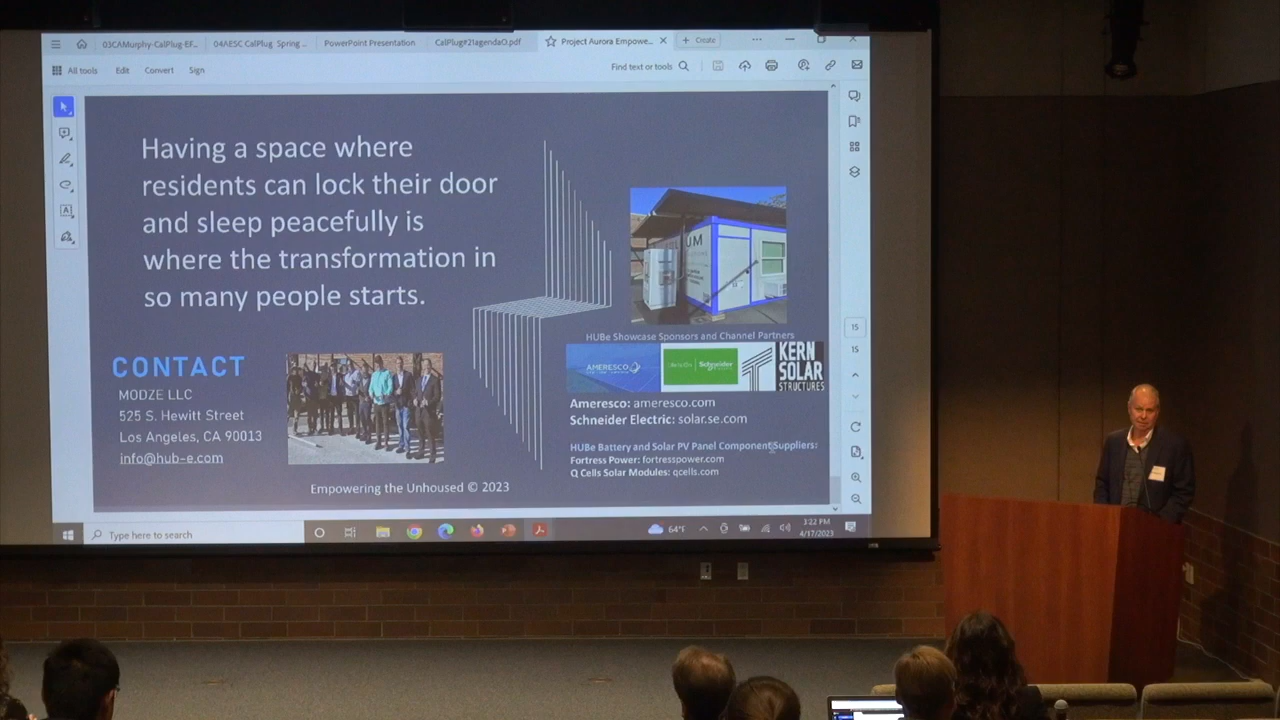 03CAMurphy-CalPlug-EF...
04AESC CalPlug Spring ...
PowerPoint Presentation
CalPlug#21agendaO.pdf
Project Aurora Empowe...
Create
All tools
Edit
Convert
Sign
Find text or tools
Having a space where
residents can lock their door
and sleep peacefully is
where the transformation in
so many people starts.
UM
HUBe Showcase Sponsors and Channel Partners
AMERESCO
Schneider
KERN
SOLAR
STRUCTURES
CONTACT
MODZE LLC
525 S. Hewitt Street
Los Angeles, CA 90013
info@hub-e.com
Ameresco: ameresco.com
Schneider Electric: solar.se.com
HUBe Battery and Solar PV Panel Component Suppliers:
Fortress Power: fortresspower.com
Q Cells Solar Modules: qcells.com
Empowering the Unhoused © 2023
15
15
Type here to search
64°F
3:22 PM
4/17/2023